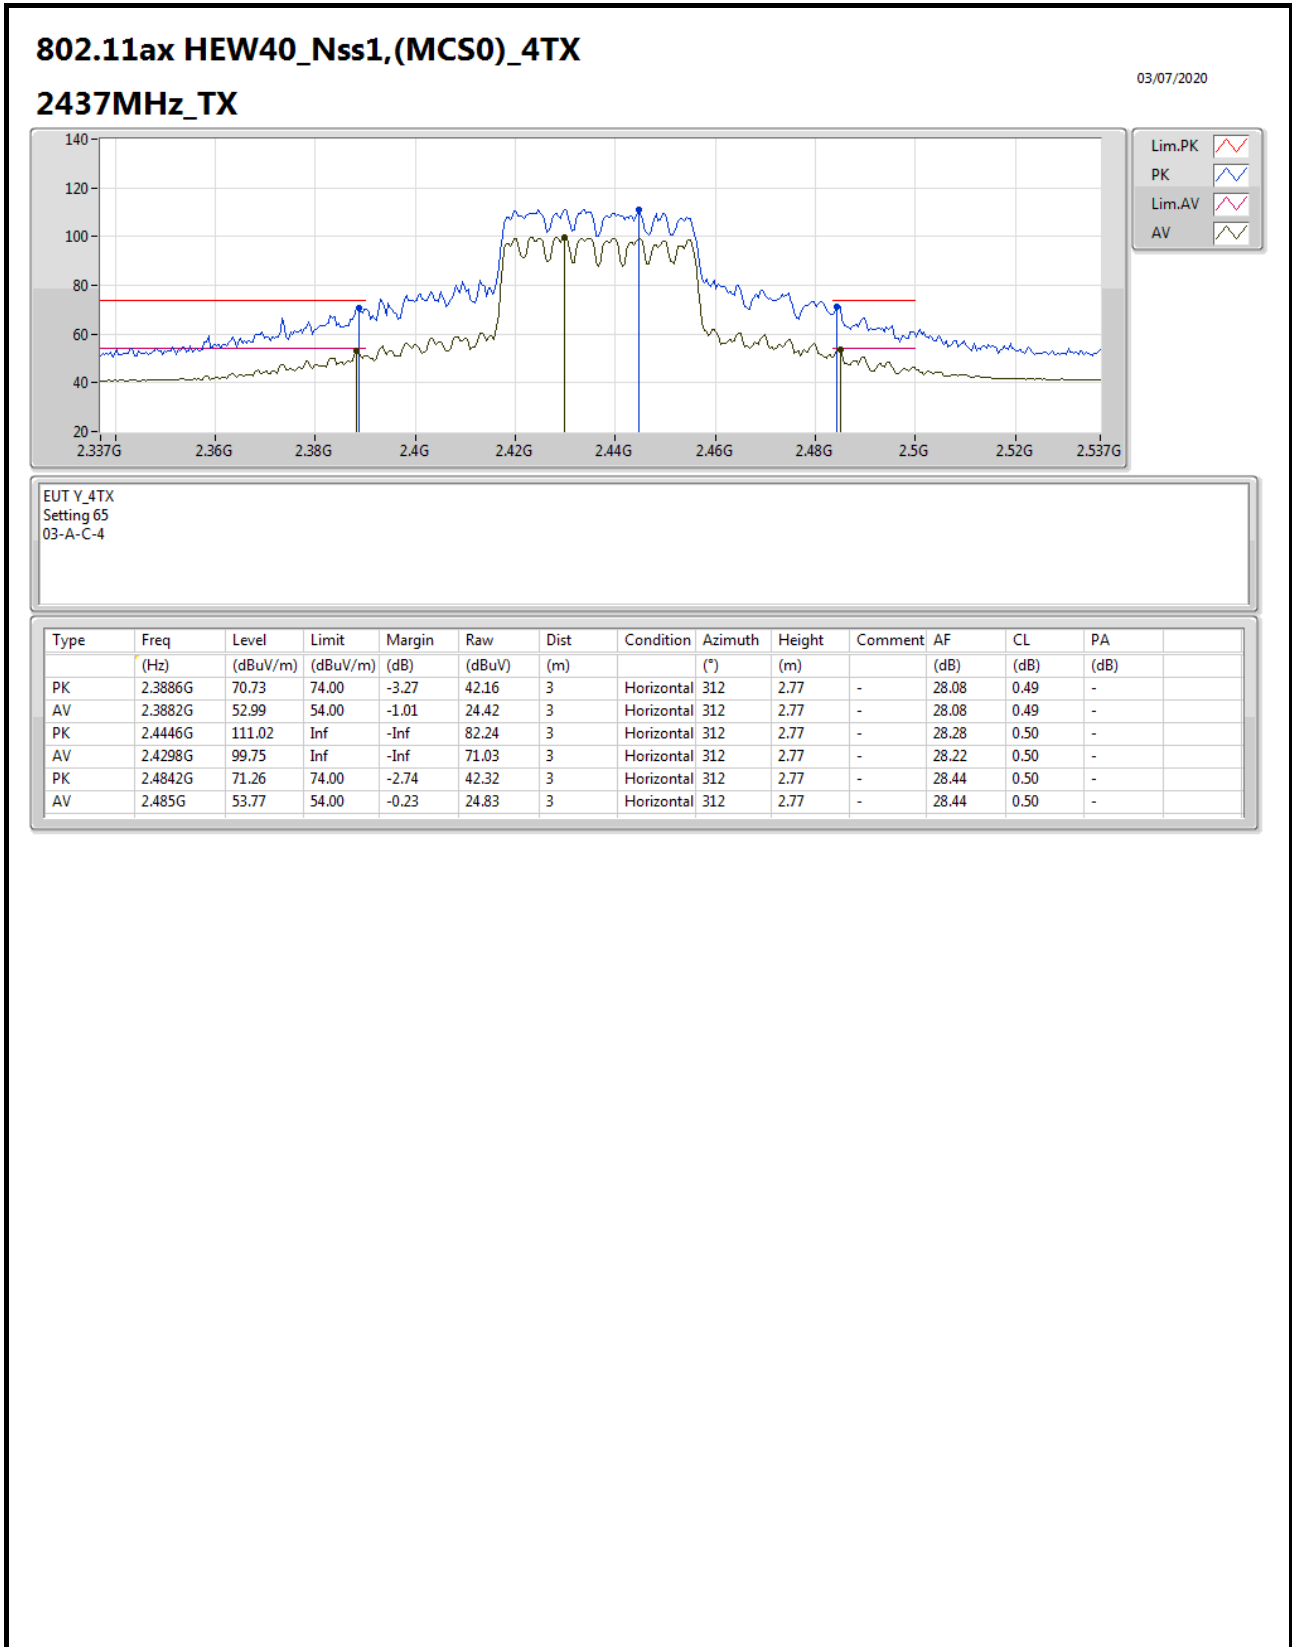 802.11ax HEW40_Nss1,(MCS0)_4TX
03/07/2020
2437MHz_TX
140
120
100
80
60
40
20
2.337G 2.36G 2.38G 2.4G 2.42G 2.44G 2.46G 2.48G 2.5G 2.52G 2.537G
Lim.PK
PK
Lim.AV
AV
EUT Y_4TX
Setting 65
03-A-C-4
Type Freq Level Limit Margin Raw Dist Condition Azimuth Height Comment AF CL PA
(Hz) (dBuV/m) (dBuV/m) (dB) (dBuV) (m) (°) (m) (dB) (dB) (dB)
PK 2.3886G 70.73 74.00 -3.27 42.16 3 Horizontal 312 2.77 - 28.08 0.49 -
AV 2.3882G 52.99 54.00 -1.01 24.42 3 Horizontal 312 2.77 - 28.08 0.49 -
PK 2.4446G 111.02 Inf -Inf 82.24 3 Horizontal 312 2.77 - 28.28 0.50 -
AV 2.4298G 99.75 Inf -Inf 71.03 3 Horizontal 312 2.77 - 28.22 0.50 -
PK 2.4842G 71.26 74.00 -2.74 42.32 3 Horizontal 312 2.77 - 28.44 0.50 -
AV 2.485G 53.77 54.00 -0.23 24.83 3 Horizontal 312 2.77 - 28.44 0.50 -